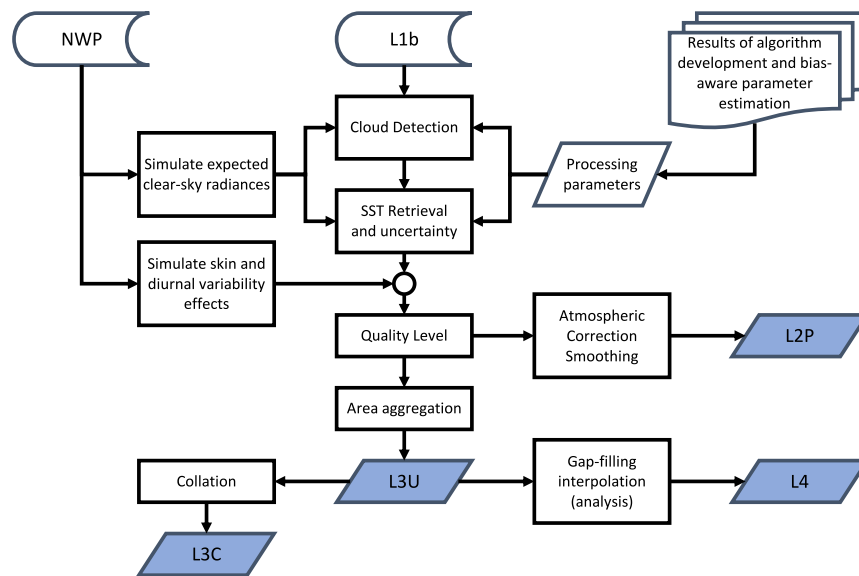 NWP
L1b
Results of algorithm
development and bias-
aware parameter
estimation
Cloud Detection
Simulate expected
clear-sky radiances
Processing
parameters
SST Retrieval
and uncertainty
Simulate skin and
diurnal variability
effects
Quality Level
Atmospheric
Correction
Smoothing
L2P
Area aggregation
Collation
L3U
Gap-filling
interpolation
(analysis)
L4
L3C